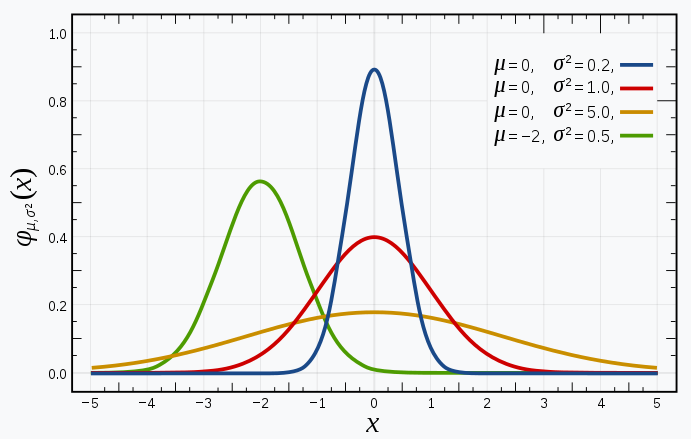 1.0
0.8
0.6
0.4
0.2
0.0
φμ,σ²(x)
μ=0, σ²=0.2,
μ=0, σ²=1.0,
μ=0, σ²=5.0,
μ=−2, σ²=0.5,
−5 −4 −3 −2 −1 0 1 2 3 4 5
x